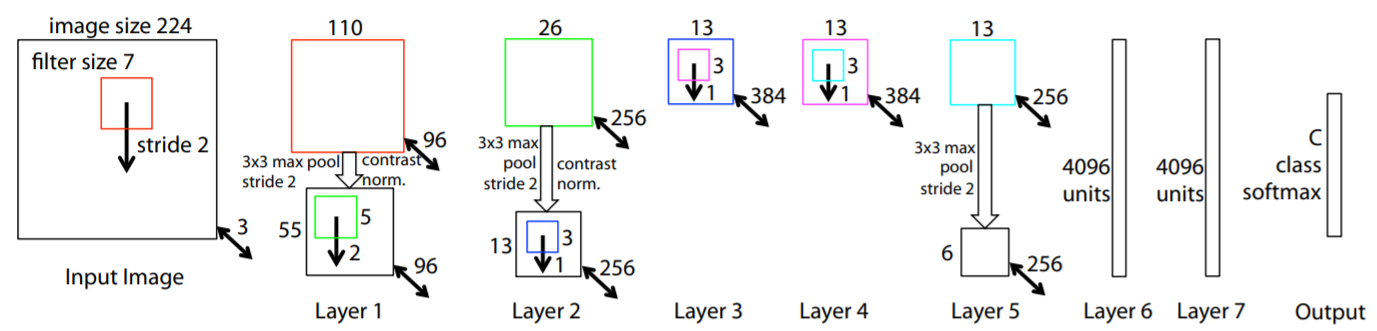 image size 224
filter size 7
stride 2
3
Input Image
110
96
3x3 max pool
stride 2
contrast
norm.
55
5
2
96
Layer 1
26
256
3x3 max
pool
stride 2
contrast
norm.
13
3
1
256
Layer 2
13
3
1
384
Layer 3
13
3
1
384
Layer 4
13
256
3x3 max
pool
stride 2
6
256
Layer 5
4096
units
Layer 6
4096
units
Layer 7
C
class
softmax
Output